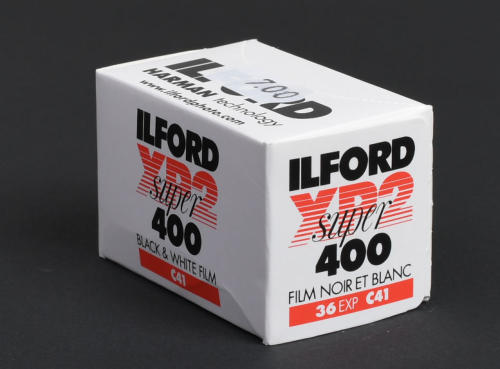 ILFORD
7.00
HARMAN technology
www.ilfordphoto.com
ILFORD
XP2
super
400
BLACK & WHITE FILM
C41
ILFORD
XP2
super
400
FILM NOIR ET BLANC
36 EXP C41